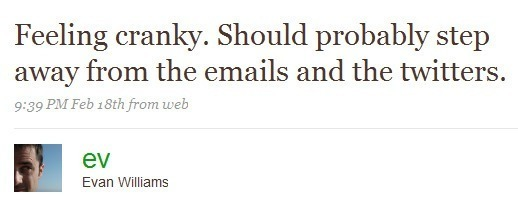 Feeling cranky. Should probably step
away from the emails and the twitters.
9:39 PM Feb 18th from web
ev
Evan Williams